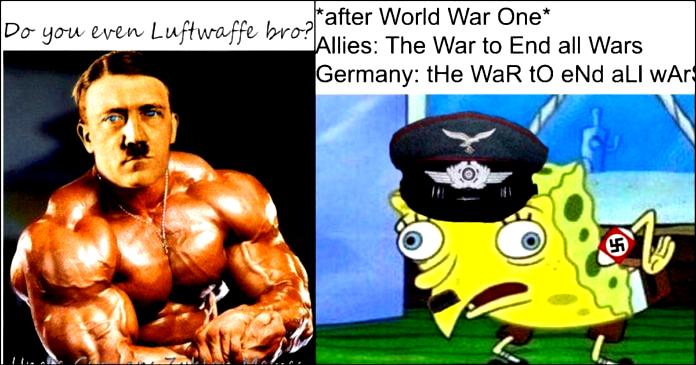 Do you even Luftwaffe bro?
*after World War One*
Allies: The War to End all Wars
Germany: tHe WaR tO eNd aLl wArS